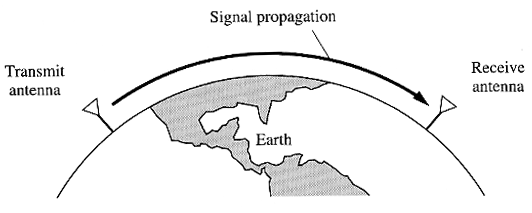 Signal propagation
Transmit
antenna
Receive
antenna
Earth